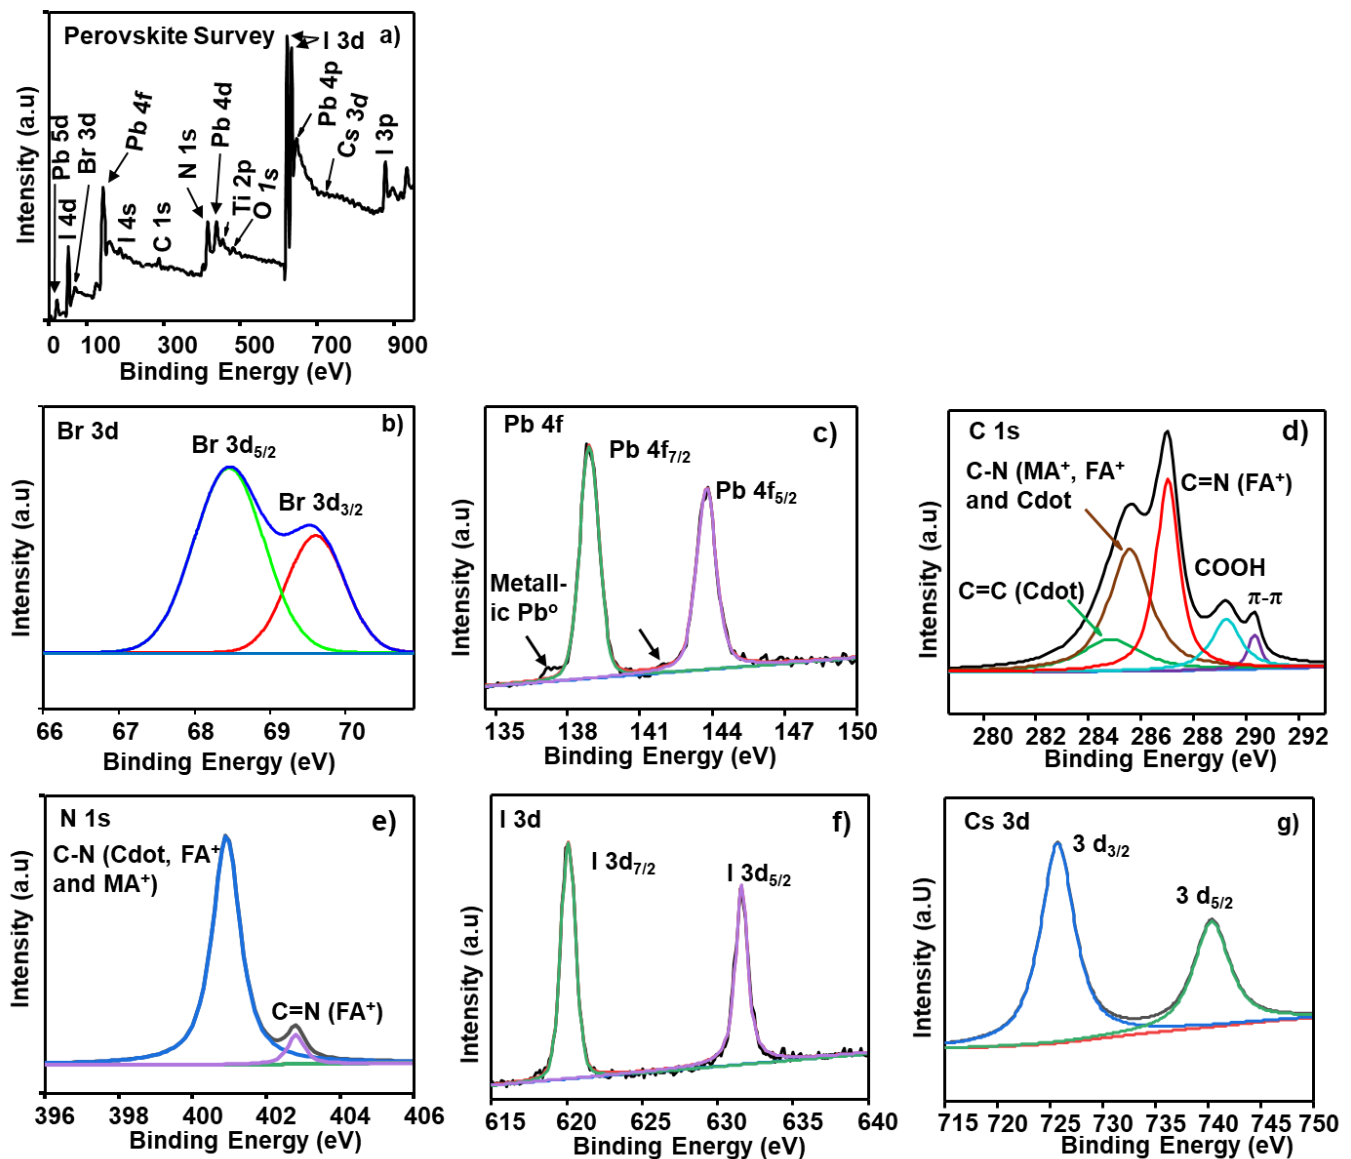 Perovskite Survey
a)
I 3d
Pb 5d
I 4d
Br 3d
Pb 4f
I 4s
C 1s
N 1s
Pb 4d
Ti 2p
O 1s
Pb 4p
Cs 3d
I 3p
Intensity (a.u)
0 100 300 500 700 900
Binding Energy (eV)
Br 3d
b)
Br 3d5/2
Br 3d3/2
Intensity (a.u)
66 67 68 69 70
Binding Energy (eV)
Pb 4f
c)
Pb 4f7/2
Pb 4f5/2
Metall-
ic Pbº
Intensity (a.u)
135 138 141 144 147 150
Binding Energy (eV)
C 1s
d)
C-N (MA+, FA+
and Cdot
C=N (FA+)
C=C (Cdot)
COOH
π-π
Intensity (a.u)
280 282 284 286 288 290 292
Binding Energy (eV)
N 1s
e)
C-N (Cdot, FA+
and MA+)
C=N (FA+)
Intensity (a.u)
396 398 400 402 404 406
Binding Energy (eV)
I 3d
f)
I 3d7/2
I 3d5/2
Intensity (a.u)
615 620 625 630 635 640
Binding Energy (eV)
Cs 3d
g)
3 d3/2
3 d5/2
Intensity (a.U)
715 720 725 730 735 740 745 750
Binding Energy (eV)